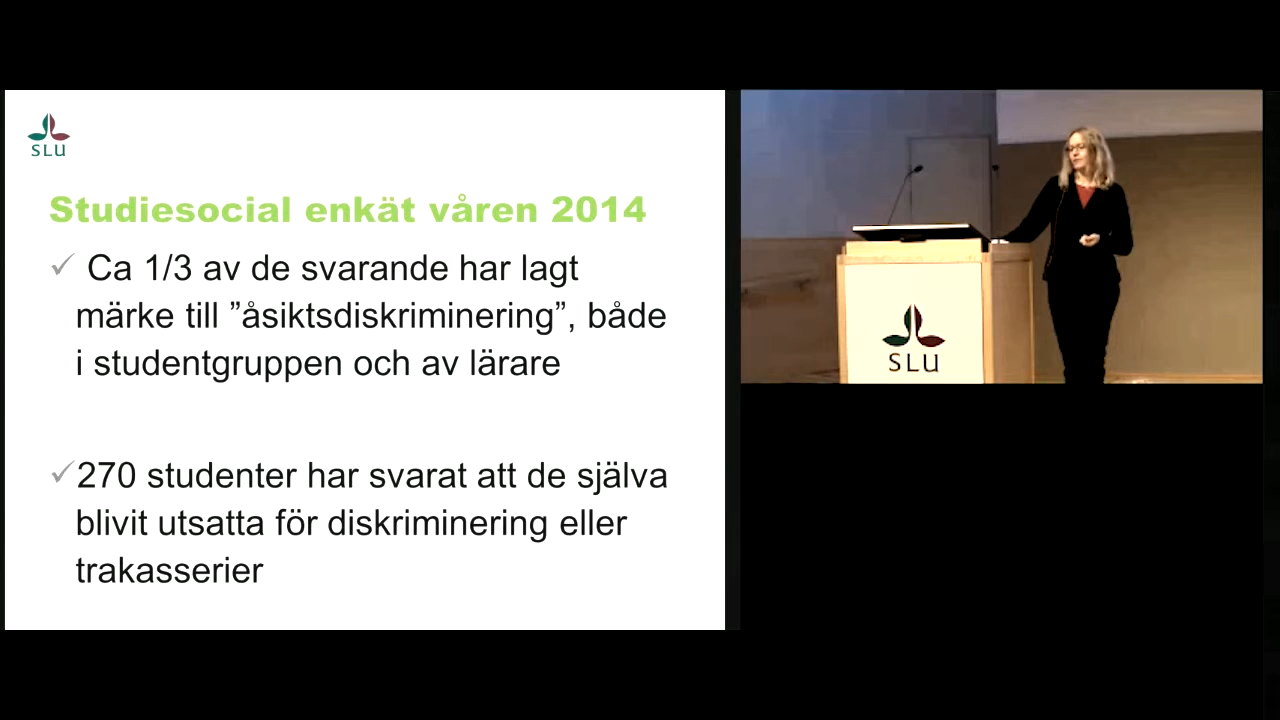 SLU
Studiesocial enkät våren 2014
Ca 1/3 av de svarande har lagt
märke till ”åsiktsdiskriminering”, både
i studentgruppen och av lärare
270 studenter har svarat att de själva
blivit utsatta för diskriminering eller
trakasserier
SLU